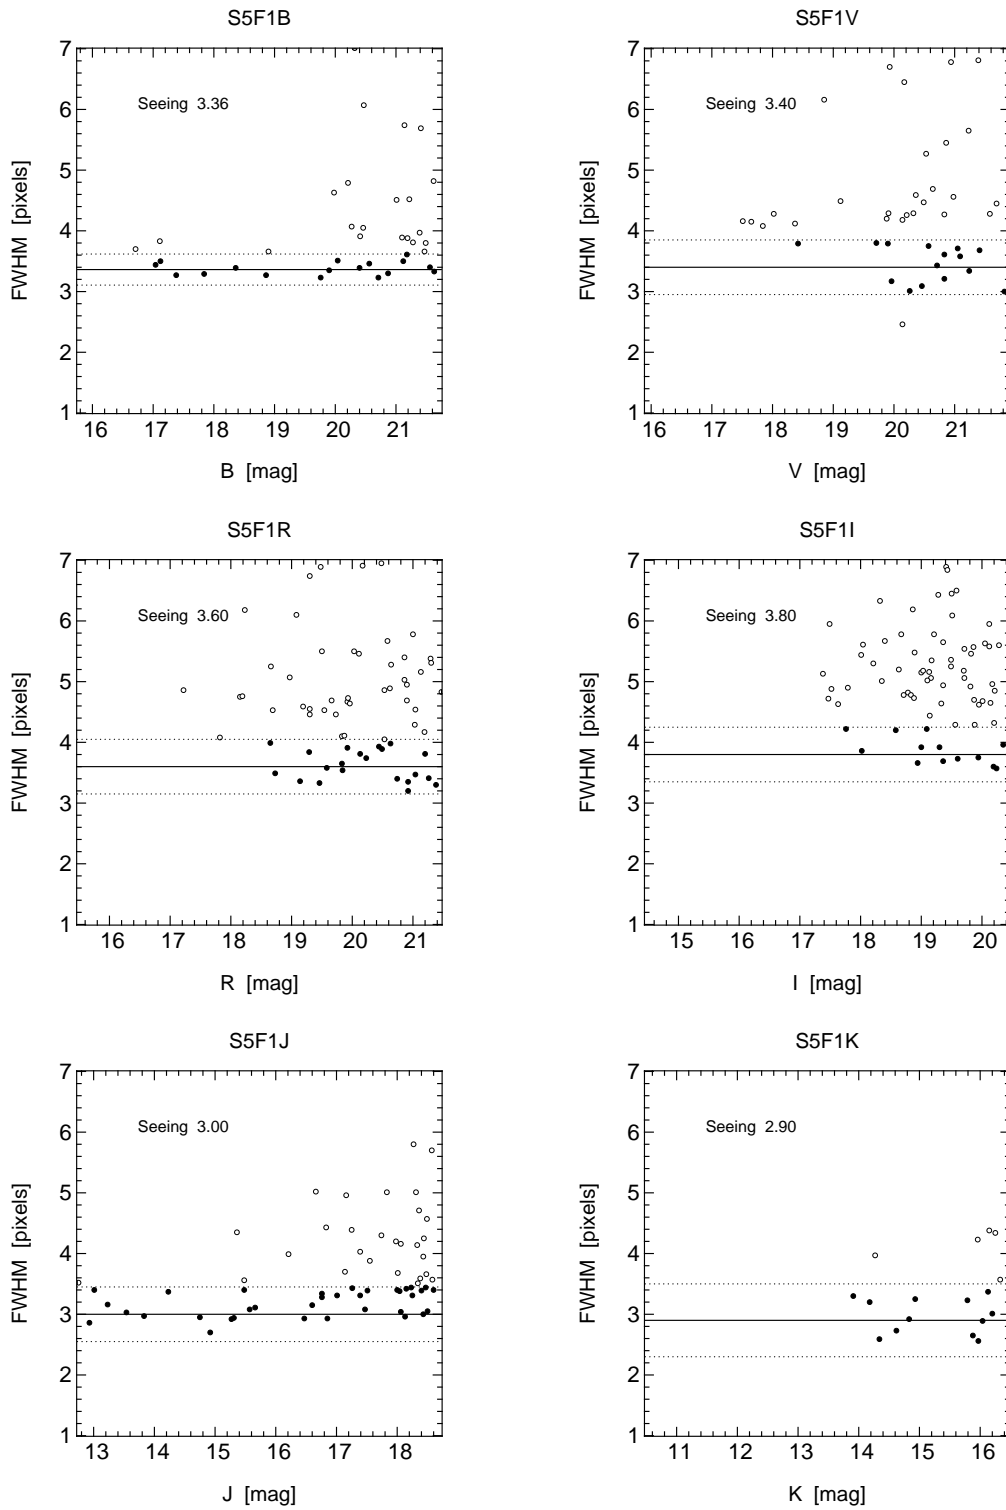 S5F1B
S5F1V
7
6
5
4
3
2
1
Seeing 3.36
FWHM [pixels]
16 17 18 19 20 21
B [mag]
7
6
5
4
3
2
1
Seeing 3.40
FWHM [pixels]
16 17 18 19 20 21
V [mag]
S5F1R
S5F1I
7
6
5
4
3
2
1
Seeing 3.60
FWHM [pixels]
16 17 18 19 20 21
R [mag]
7
6
5
4
3
2
1
Seeing 3.80
FWHM [pixels]
15 16 17 18 19 20
I [mag]
S5F1J
S5F1K
7
6
5
4
3
2
1
Seeing 3.00
FWHM [pixels]
13 14 15 16 17 18
J [mag]
7
6
5
4
3
2
1
Seeing 2.90
FWHM [pixels]
11 12 13 14 15 16
K [mag]